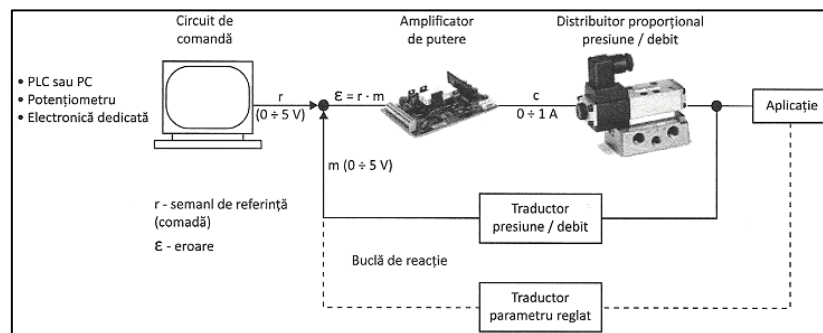 Circuit de
comandă
Amplificator
de putere
Distribuitor proporțional
presiune / debit
• PLC sau PC
• Potențiometru
• Electronică dedicată
r
(0 ÷ 5 V)
Ɛ = r · m
c
0 ÷ 1 A
Aplicație
m (0 ÷ 5 V)
r - semanl de referință
(comadă)
Ɛ - eroare
Traductor
presiune / debit
Buclă de reacție
Traductor
parametru reglat